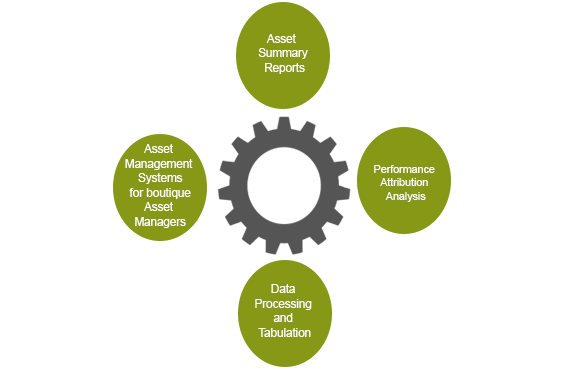 Asset
Summary
Reports
Asset
Management
Systems
for boutique
Asset
Managers
Performance
Attribution
Analysis
Data
Processing
and
Tabulation